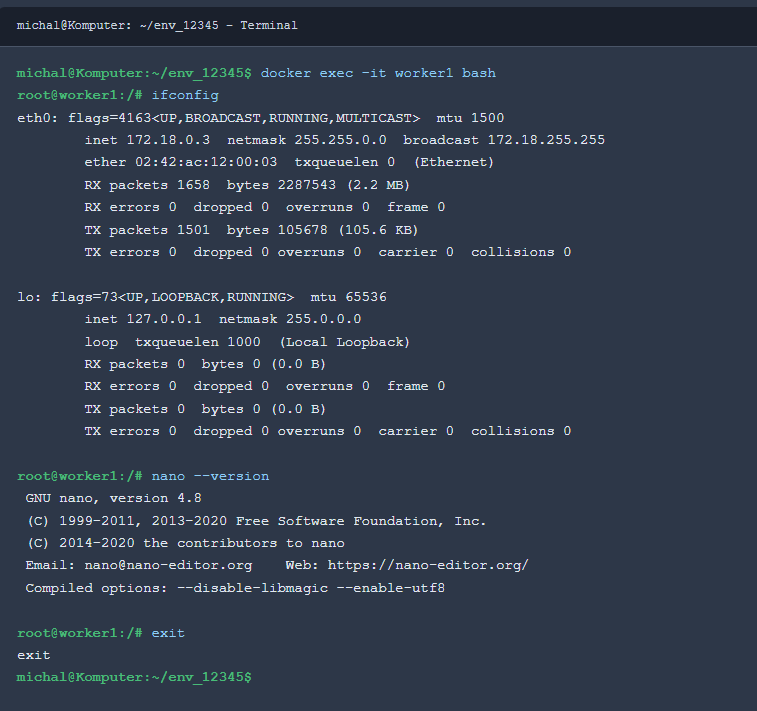 michal@Komputer: ~/env_12345 - Terminal
michal@Komputer:~/env_12345$ docker exec -it worker1 bash
root@worker1:/# ifconfig
eth0: flags=4163<UP,BROADCAST,RUNNING,MULTICAST>  mtu 1500
        inet 172.18.0.3  netmask 255.255.0.0  broadcast 172.18.255.255
        ether 02:42:ac:12:00:03  txqueuelen 0  (Ethernet)
        RX packets 1658  bytes 2287543 (2.2 MB)
        RX errors 0  dropped 0  overruns 0  frame 0
        TX packets 1501  bytes 105678 (105.6 KB)
        TX errors 0  dropped 0 overruns 0  carrier 0  collisions 0

lo: flags=73<UP,LOOPBACK,RUNNING>  mtu 65536
        inet 127.0.0.1  netmask 255.0.0.0
        loop  txqueuelen 1000  (Local Loopback)
        RX packets 0  bytes 0 (0.0 B)
        RX errors 0  dropped 0  overruns 0  frame 0
        TX packets 0  bytes 0 (0.0 B)
        TX errors 0  dropped 0 overruns 0  carrier 0  collisions 0

root@worker1:/# nano --version
 GNU nano, version 4.8
 (C) 1999-2011, 2013-2020 Free Software Foundation, Inc.
 (C) 2014-2020 the contributors to nano
 Email: nano@nano-editor.org    Web: https://nano-editor.org/
 Compiled options: --disable-libmagic --enable-utf8

root@worker1:/# exit
exit
michal@Komputer:~/env_12345$